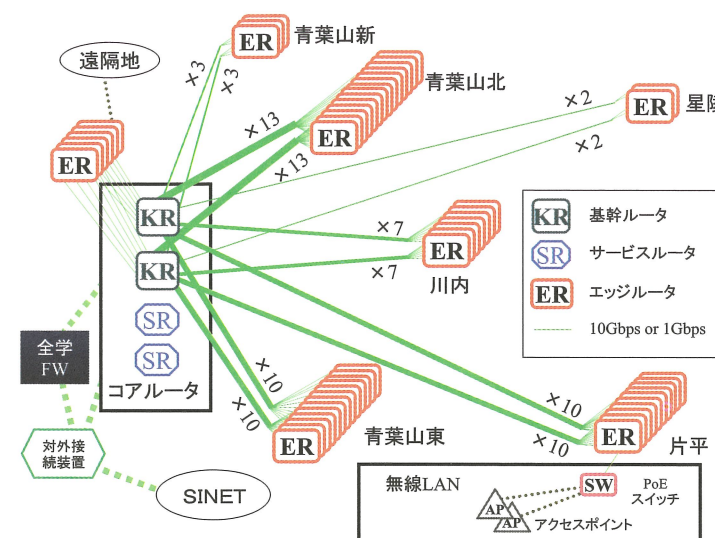 ER
青葉山新
遠隔地
×3
×3
青葉山北
×13
ER
×13
×2
ER
×2
ER
KR
KR
×7
×7
ER
川内
KR 基幹ルータ
SR サービスルータ
ER エッジルータ
10Gbps or 1Gbps
SR
SR
コアルータ
全学
FW
×10
×10
ER
青葉山東
×10
×10
ER
片平
対外接
続装置
SINET
無線LAN
SW
PoE
スイッチ
AP
AP
アクセスポイント